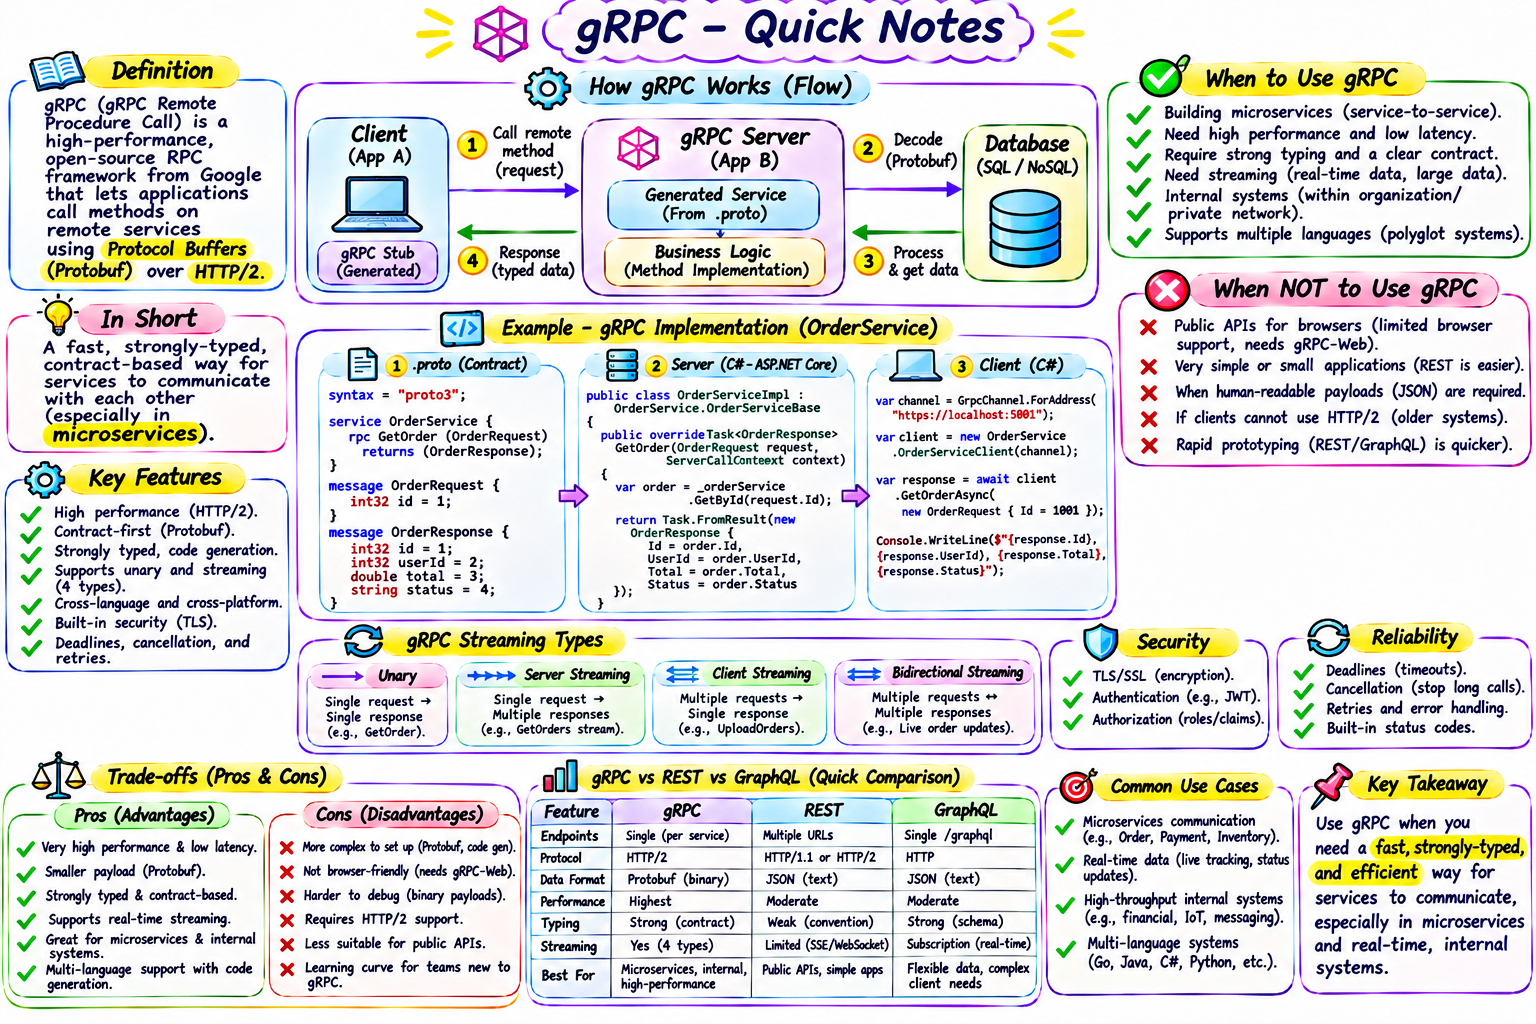 gRPC – Quick Notes
Definition
gRPC (gRPC Remote
Procedure Call) is a
high-performance,
open-source RPC
framework from Google
that lets applications
call methods on
remote services
using Protocol Buffers
(Protobuf) over HTTP/2.
In Short
A fast, strongly-typed,
contract-based way for
services to communicate
with each other
(especially in
microservices).
Key Features
High performance (HTTP/2).
Contract-first (Protobuf).
Strongly typed, code generation.
Supports unary and streaming
(4 types).
Cross-language and cross-platform.
Built-in security (TLS).
Deadlines, cancellation, and
retries.
How gRPC Works (Flow)
Client
(App A)
gRPC Stub
(Generated)
1
Call remote
method
(request)
4
Response
(typed data)
gRPC Server
(App B)
Generated Service
(From .proto)
Business Logic
(Method Implementation)
2
Decode
(Protobuf)
3
Process
& get data
Database
(SQL / NoSQL)
When to Use gRPC
Building microservices (service-to-service).
Need high performance and low latency.
Require strong typing and a clear contract.
Need streaming (real-time data, large data).
Internal systems (within organization/
private network).
Supports multiple languages (polyglot systems).
When NOT to Use gRPC
Public APIs for browsers (limited browser
support, needs gRPC-Web).
Very simple or small applications (REST is easier).
When human-readable payloads (JSON) are required.
If clients cannot use HTTP/2 (older systems).
Rapid prototyping (REST/GraphQL) is quicker).
</> Example – gRPC Implementation (OrderService)
1 .proto (Contract)
syntax = "proto3";
service OrderService {
rpc GetOrder (OrderRequest)
returns (OrderResponse);
}
message OrderRequest {
int32 id = 1;
}
message OrderResponse {
int32 id = 1;
int32 userId = 2;
double total = 3;
string status = 4;
}
2 Server (C# - ASP.NET Core)
public class OrderServiceImpl :
OrderService.OrderServiceBase
{
public override Task<OrderResponse>
GetOrder(OrderRequest request,
ServerCallContext context)
{
var order = _orderService
.GetById(request.Id);
return Task.FromResult(new
OrderResponse {
Id = order.Id,
UserId = order.UserId,
Total = order.Total,
Status = order.Status
});
}
3 Client (C#)
var channel = GrpcChannel.ForAddress(
"https://localhost:5001");
var client = new OrderService
.OrderServiceClient(channel);
var response = await client
.GetOrderAsync(
new OrderRequest { Id = 1001 });
Console.WriteLine($"{response.Id},
{response.UserId}, {response.Total},
{response.Status}");
gRPC Streaming Types
Unary
Single request →
Single response
(e.g., GetOrder).
Server Streaming
Single request →
Multiple responses
(e.g., GetOrders stream).
Client Streaming
Multiple requests →
Single response
(e.g., UploadOrders).
Bidirectional Streaming
Multiple requests ↔
Multiple responses
(e.g., Live order updates).
Security
TLS/SSL (encryption).
Authentication (e.g., JWT).
Authorization (roles/claims).
Reliability
Deadlines (timeouts).
Cancellation (stop long calls).
Retries and error handling.
Built-in status codes.
Trade-offs (Pros & Cons)
Pros (Advantages)
Very high performance & low latency.
Smaller payload (Protobuf).
Strongly typed & contract-based.
Supports real-time streaming.
Great for microservices & internal
systems.
Multi-language support with code
generation.
Cons (Disadvantages)
More complex to set up (Protobuf, code gen).
Not browser-friendly (needs gRPC-Web).
Harder to debug (binary payloads).
Requires HTTP/2 support.
Less suitable for public APIs.
Learning curve for teams new to
gRPC.
gRPC vs REST vs GraphQL (Quick Comparison)
Feature gRPC REST GraphQL
Endpoints Single (per service) Multiple URLs Single /graphql
Protocol HTTP/2 HTTP/1.1 or HTTP/2 HTTP
Data Format Protobuf (binary) JSON (text) JSON (text)
Performance Highest Moderate Moderate
Typing Strong (contract) Weak (convention) Strong (schema)
Streaming Yes (4 types) Limited (SSE/WebSocket) Subscription (real-time)
Best For Microservices, internal, high-performance Public APIs, simple apps Flexible data, complex client needs
Common Use Cases
Microservices communication
(e.g., Order, Payment, Inventory).
Real-time data (live tracking, status
updates).
High-throughput internal systems
(e.g., financial, IoT, messaging).
Multi-language systems
(Go, Java, C#, Python, etc.).
Key Takeaway
Use gRPC when you
need a fast, strongly-typed,
and efficient way for
services to communicate,
especially in microservices
and real-time, internal
systems.